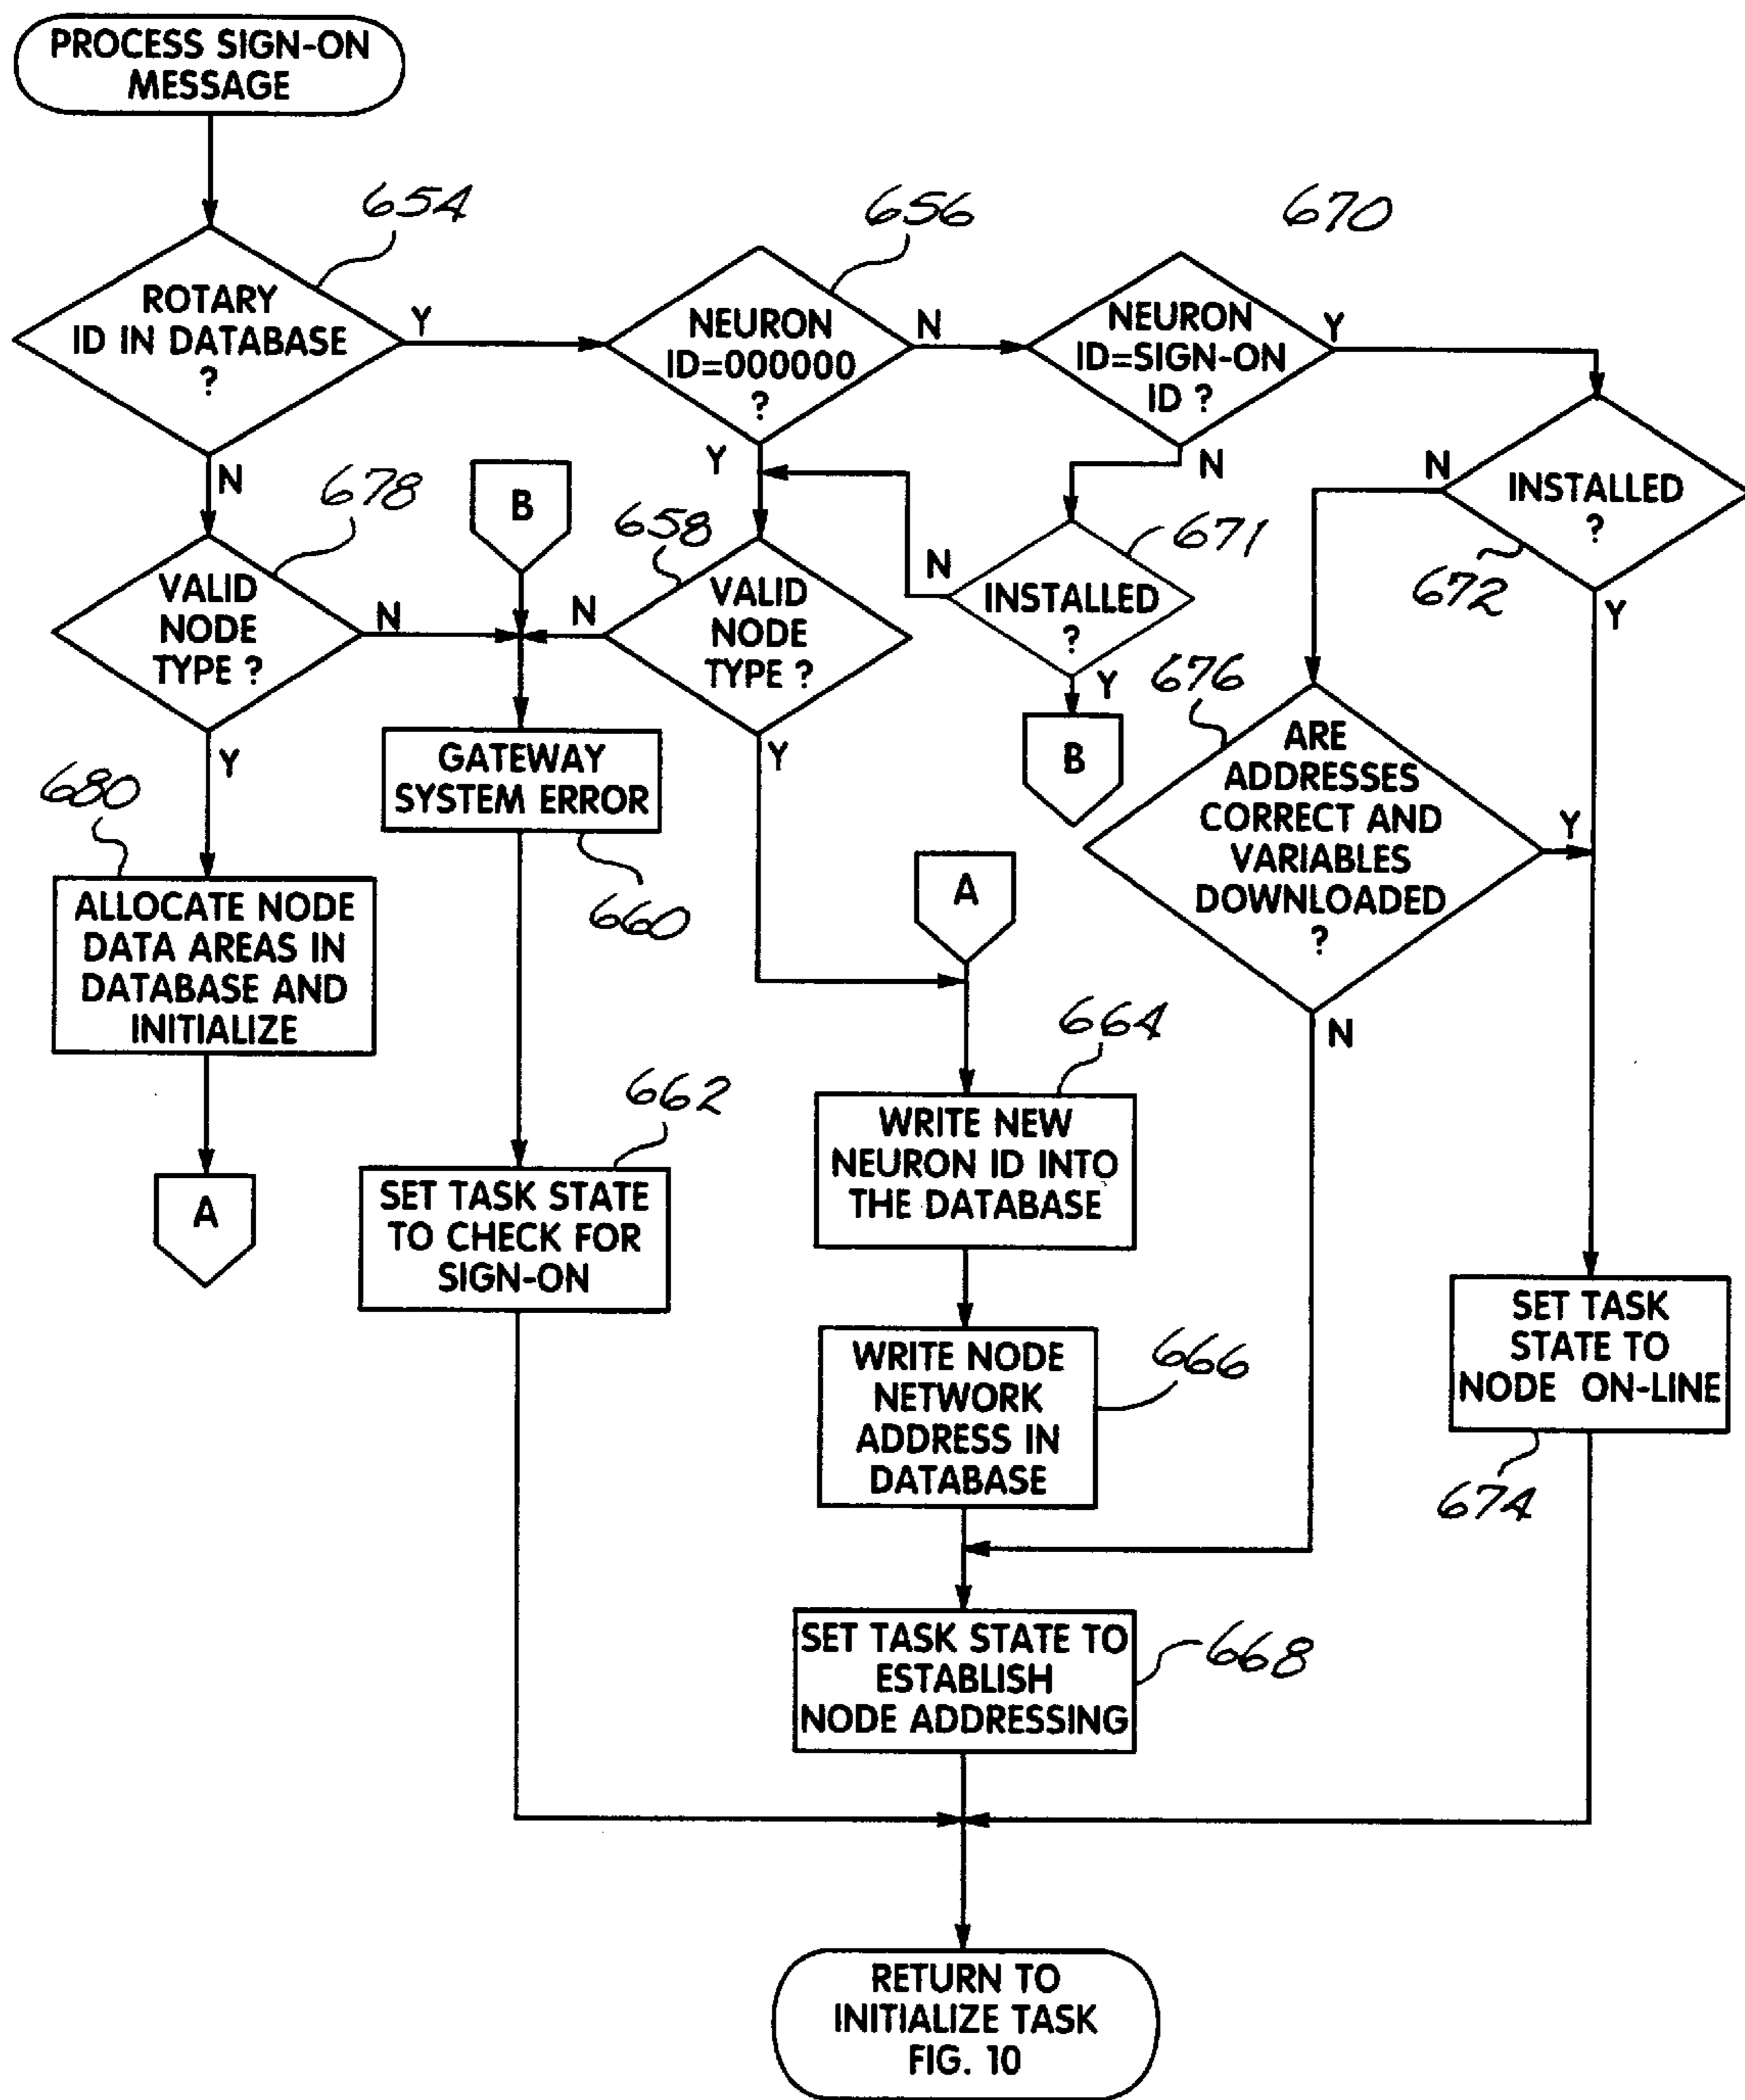 PROCESS SIGN-ON
MESSAGE
654
656
670
ROTARY
ID IN DATABASE
?
Y
NEURON
ID=000000
?
N
NEURON
ID=SIGN-ON
ID ?
Y
N
678
B
Y
658
N
671
N
INSTALLED
?
672
Y
VALID
NODE
TYPE ?
N
N
VALID
NODE
TYPE ?
N
INSTALLED
?
Y
B
676
ARE
ADDRESSES
CORRECT AND
VARIABLES
DOWNLOADED
?
Y
N
Y
680
GATEWAY
SYSTEM ERROR
660
Y
ALLOCATE NODE
DATA AREAS IN
DATABASE AND
INITIALIZE
A
A
662
SET TASK STATE
TO CHECK FOR
SIGN-ON
664
WRITE NEW
NEURON ID INTO
THE DATABASE
SET TASK
STATE TO
NODE ON-LINE
674
WRITE NODE
NETWORK
ADDRESS IN
DATABASE
666
SET TASK STATE TO
ESTABLISH
NODE ADDRESSING
668
RETURN TO
INITIALIZE TASK
FIG. 10